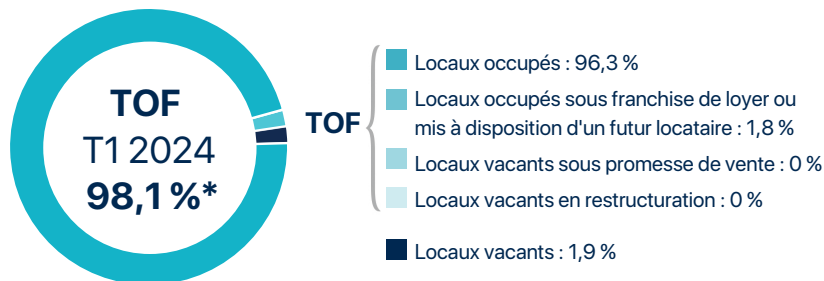 TOF
T1 2024
98,1 %*
TOF
Locaux occupés : 96,3 %
Locaux occupés sous franchise de loyer ou
mis à disposition d'un futur locataire : 1,8 %
Locaux vacants sous promesse de vente : 0 %
Locaux vacants en restructuration : 0 %
Locaux vacants : 1,9 %